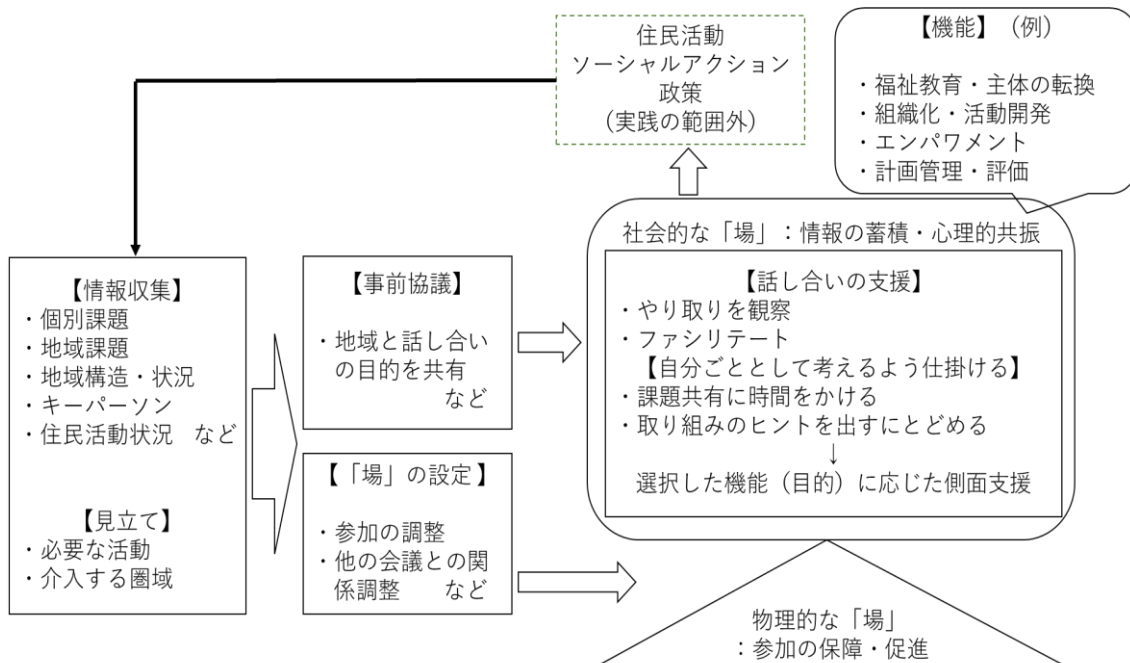 住民活動
ソーシャルアクション
政策
（実践の範囲外）
【機能】（例）
・福祉教育・主体の転換
・組織化・活動開発
・エンパワメント
・計画管理・評価
【情報収集】
・個別課題
・地域課題
・地域構造・状況
・キーパーソン
・住民活動状況　など
【見立て】
・必要な活動
・介入する圏域
【事前協議】
・地域と話し合い
の目的を共有
など
【「場」の設定】
・参加の調整
・他の会議との関
係調整　　など
社会的な「場」：情報の蓄積・心理的共振
【話し合いの支援】
・やり取りを観察
・ファシリテート
【自分ごととして考えるよう仕掛ける】
・課題共有に時間をかける
・取り組みのヒントを出すにとどめる
↓
選択した機能（目的）に応じた側面支援
物理的な「場」
：参加の保障・促進